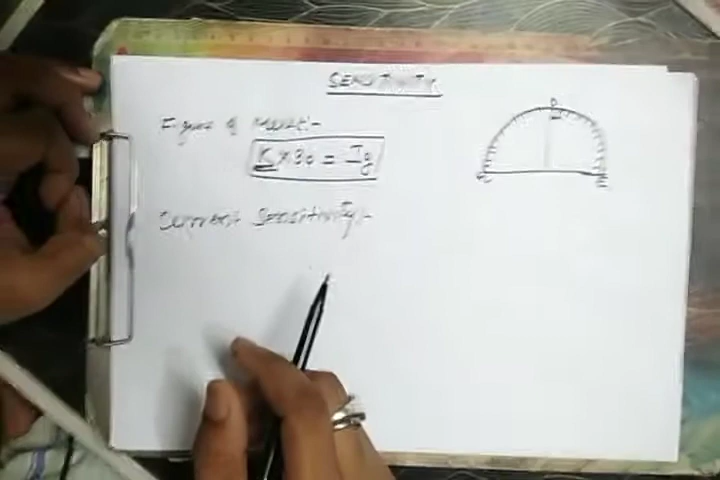 SENSITIVITY
Figure of Merit:-
K × 30 = Ig
Current Sensitivity:-